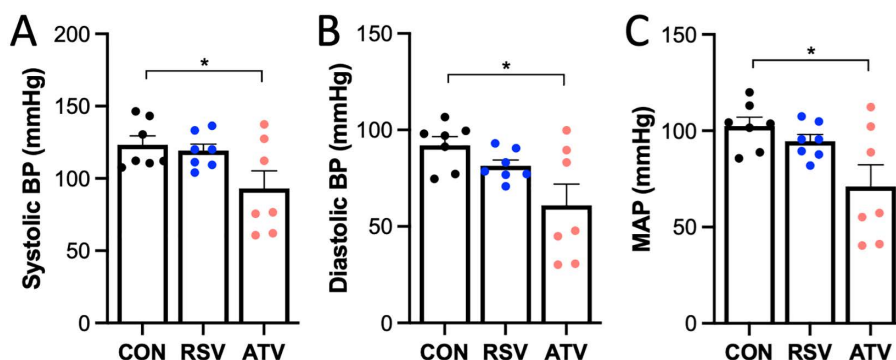 A
Systolic BP (mmHg)
200
150
100
50
0
*
CON RSV ATV
B
Diastolic BP (mmHg)
150
100
50
0
*
CON RSV ATV
C
MAP (mmHg)
150
100
50
0
*
CON RSV ATV